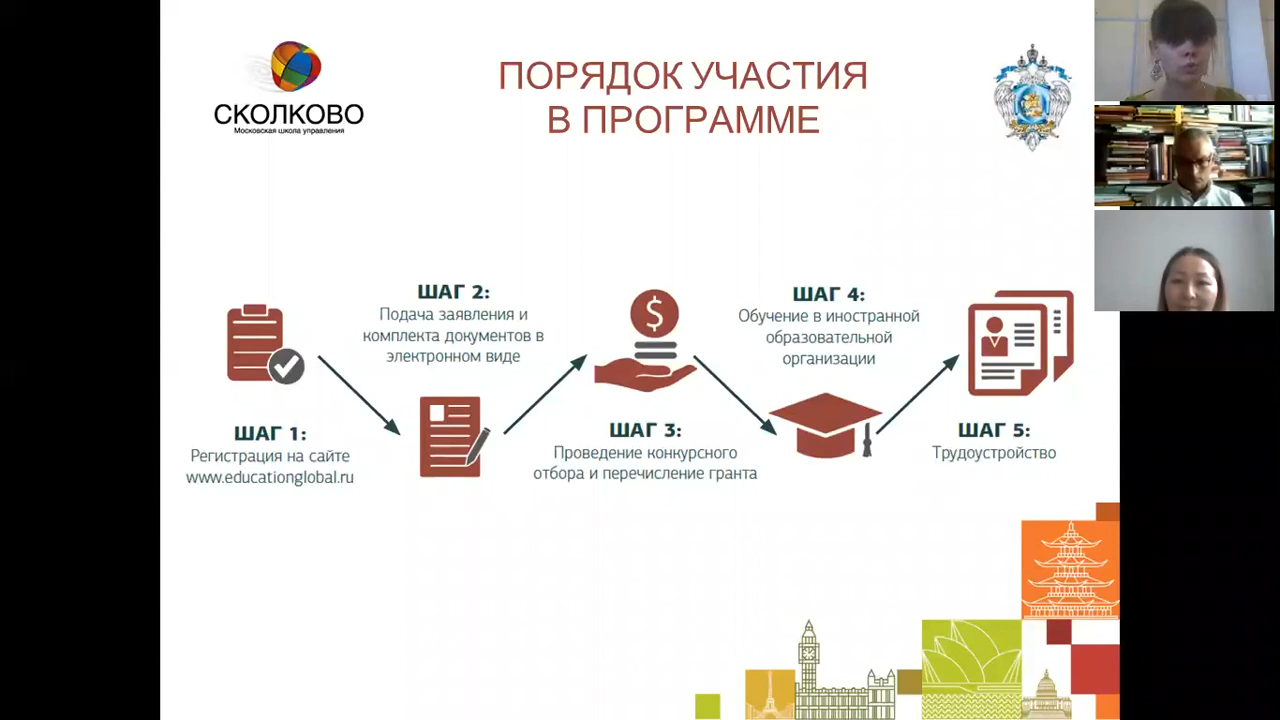 СКОЛКОВО
Московская школа управления
ПОРЯДОК УЧАСТИЯ
В ПРОГРАММЕ
ШАГ 1:
Регистрация на сайте
www.educationglobal.ru
ШАГ 2:
Подача заявления и
комплекта документов в
электронном виде
ШАГ 3:
Проведение конкурсного
отбора и перечисление гранта
ШАГ 4:
Обучение в иностранной
образовательной
организации
ШАГ 5:
Трудоустройство